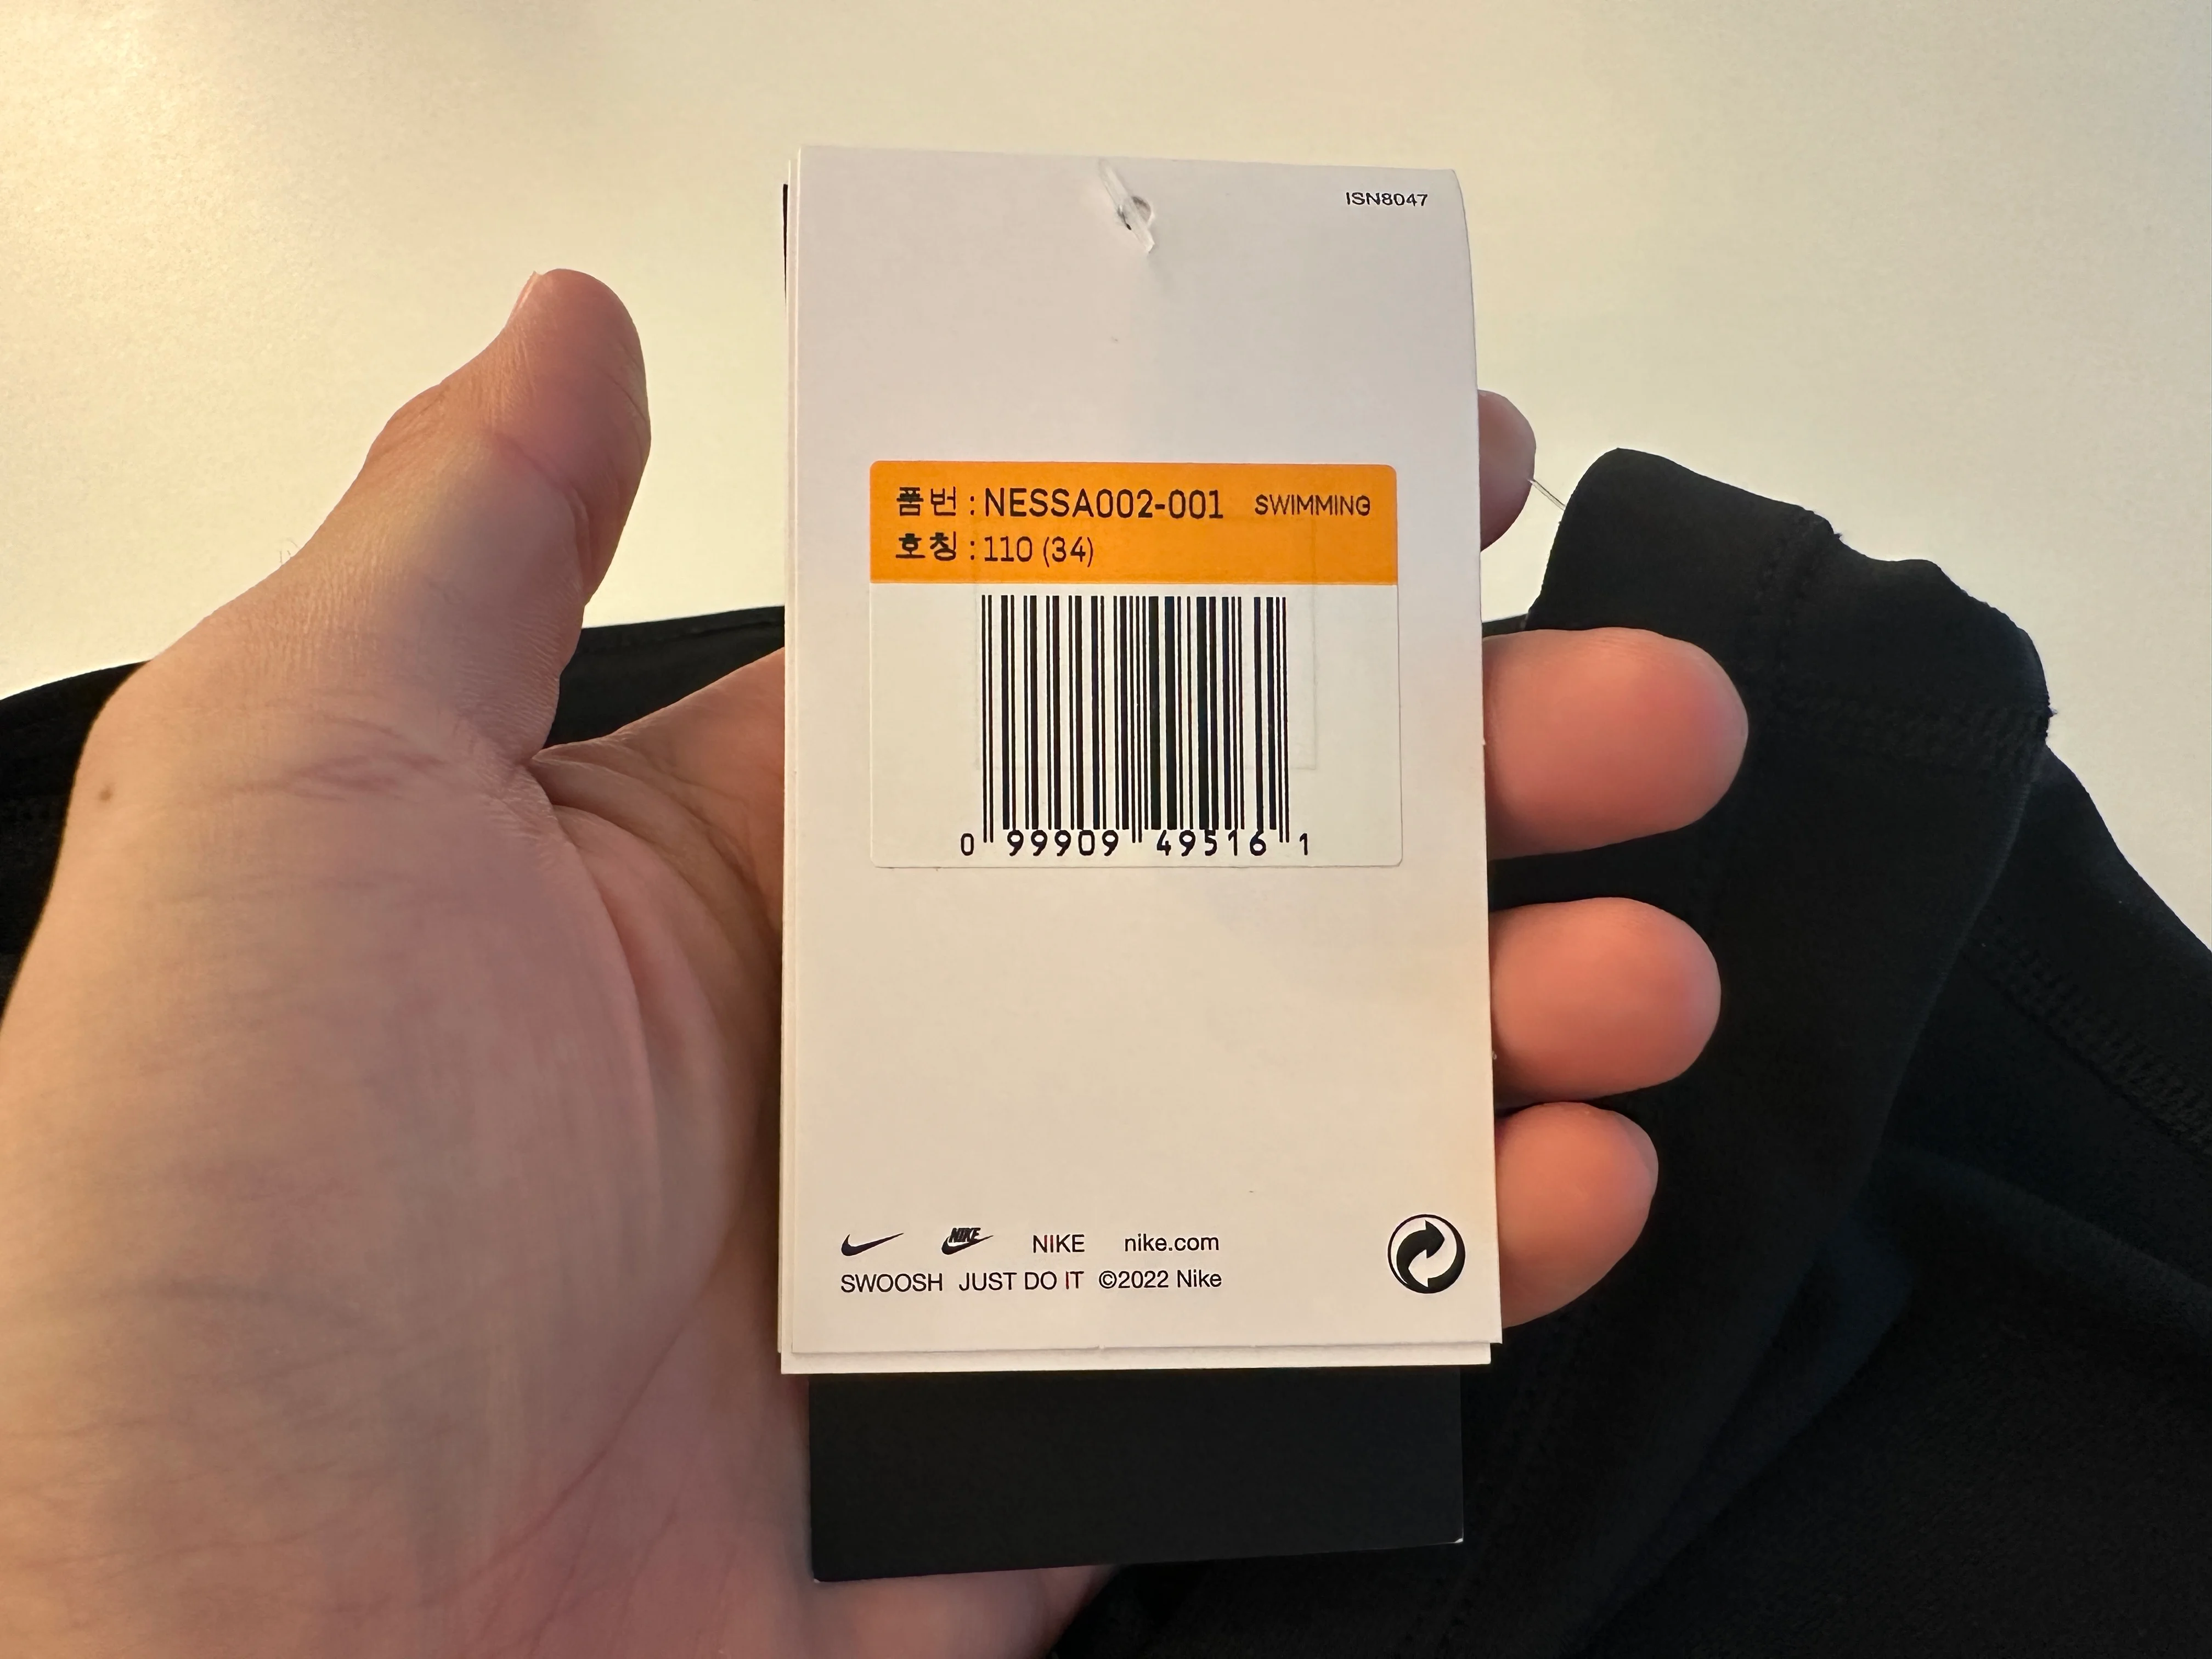 ISN8047
품번 : NESSA002-001 SWIMMING
호칭 : 110 (34)
0 99909 49516 1
NIKE NIKE nike.com
SWOOSH JUST DO IT ©2022 Nike